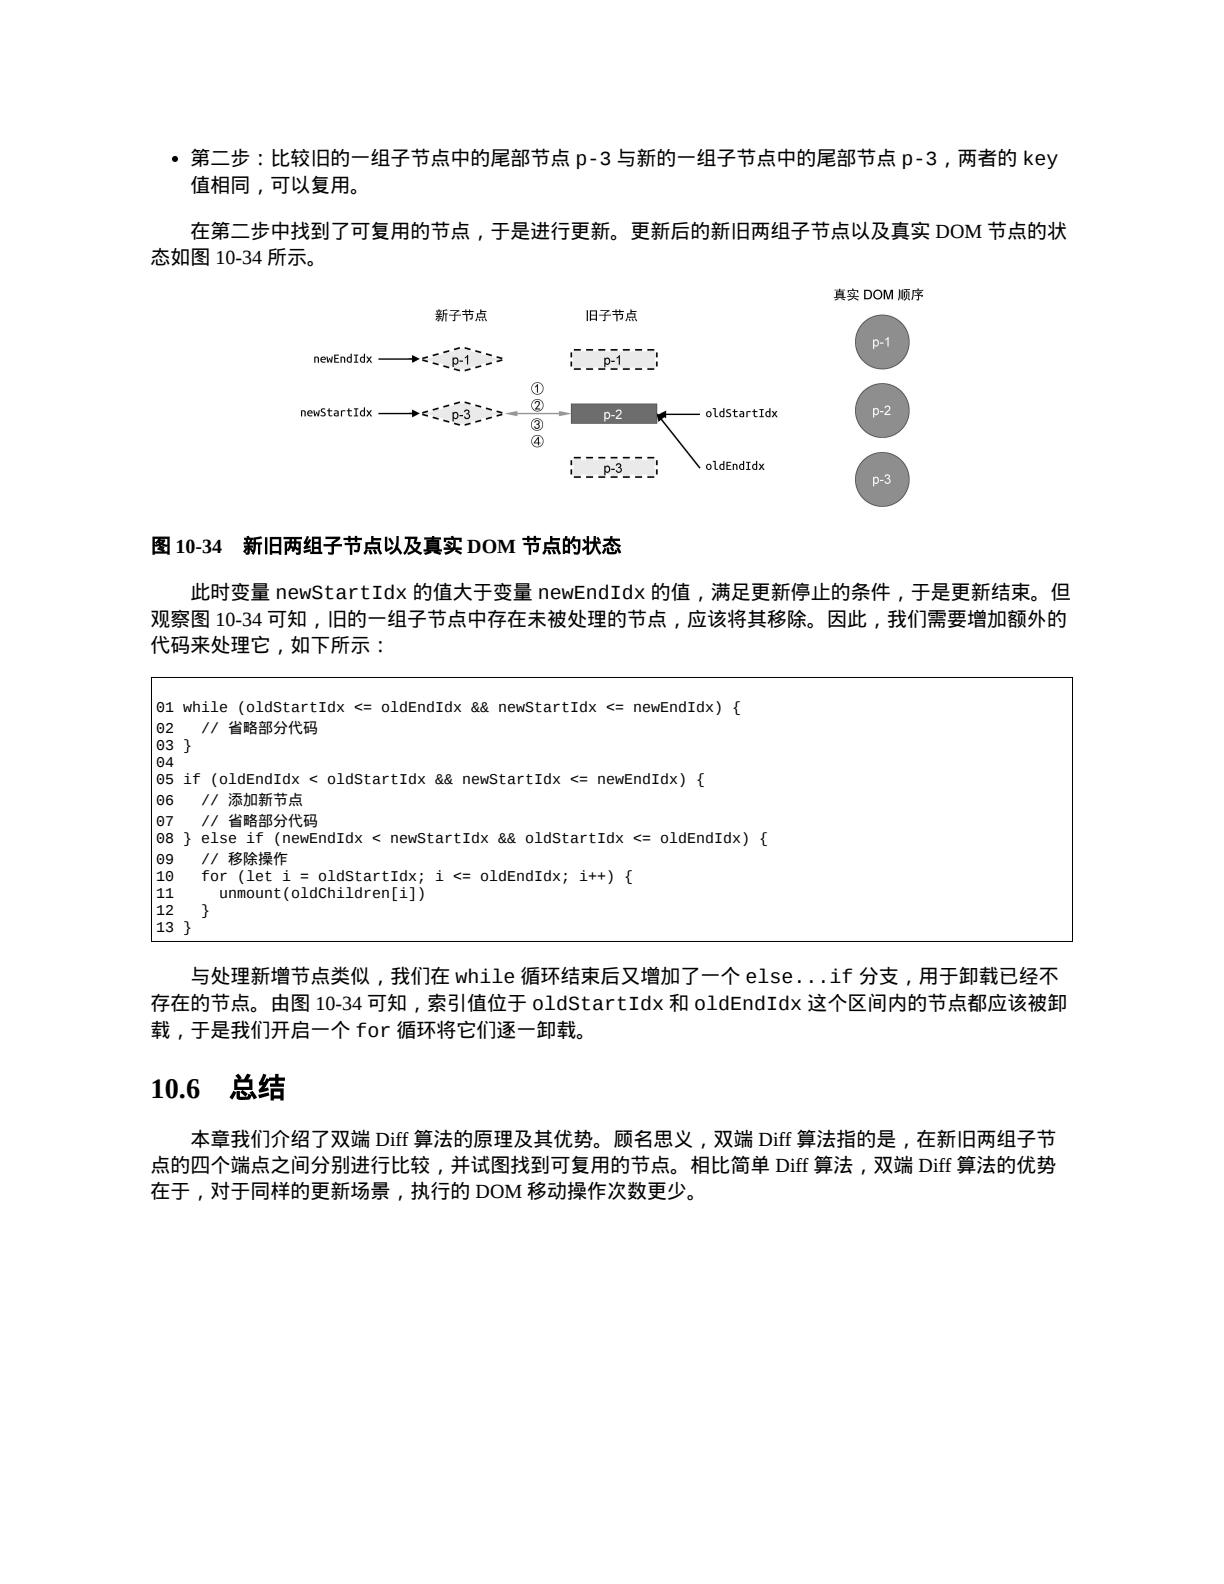 • 第二步：比较旧的一组子节点中的尾部节点 p-3 与新的一组子节点中的尾部节点 p-3，两者的 key
值相同，可以复用。
在第二步中找到了可复用的节点，于是进行更新。更新后的新旧两组子节点以及真实 DOM 节点的状
态如图 10-34 所示。
真实 DOM 顺序
新子节点 旧子节点
p-1
newEndIdx p-1 p-1
①
②
newStartIdx p-3 p-2 oldStartIdx p-2
③
④
p-3 oldEndIdx
p-3
图 10-34 新旧两组子节点以及真实 DOM 节点的状态
此时变量 newStartIdx 的值大于变量 newEndIdx 的值，满足更新停止的条件，于是更新结束。但
观察图 10-34 可知，旧的一组子节点中存在未被处理的节点，应该将其移除。因此，我们需要增加额外的
代码来处理它，如下所示：
01 while (oldStartIdx <= oldEndIdx && newStartIdx <= newEndIdx) {
02   // 省略部分代码
03 }
04
05 if (oldEndIdx < oldStartIdx && newStartIdx <= newEndIdx) {
06   // 添加新节点
07   // 省略部分代码
08 } else if (newEndIdx < newStartIdx && oldStartIdx <= oldEndIdx) {
09   // 移除操作
10   for (let i = oldStartIdx; i <= oldEndIdx; i++) {
11     unmount(oldChildren[i])
12   }
13 }
与处理新增节点类似，我们在 while 循环结束后又增加了一个 else...if 分支，用于卸载已经不
存在的节点。由图 10-34 可知，索引值位于 oldStartIdx 和 oldEndIdx 这个区间内的节点都应该被卸
载，于是我们开启一个 for 循环将它们逐一卸载。
10.6 总结
本章我们介绍了双端 Diff 算法的原理及其优势。顾名思义，双端 Diff 算法指的是，在新旧两组子节
点的四个端点之间分别进行比较，并试图找到可复用的节点。相比简单 Diff 算法，双端 Diff 算法的优势
在于，对于同样的更新场景，执行的 DOM 移动操作次数更少。